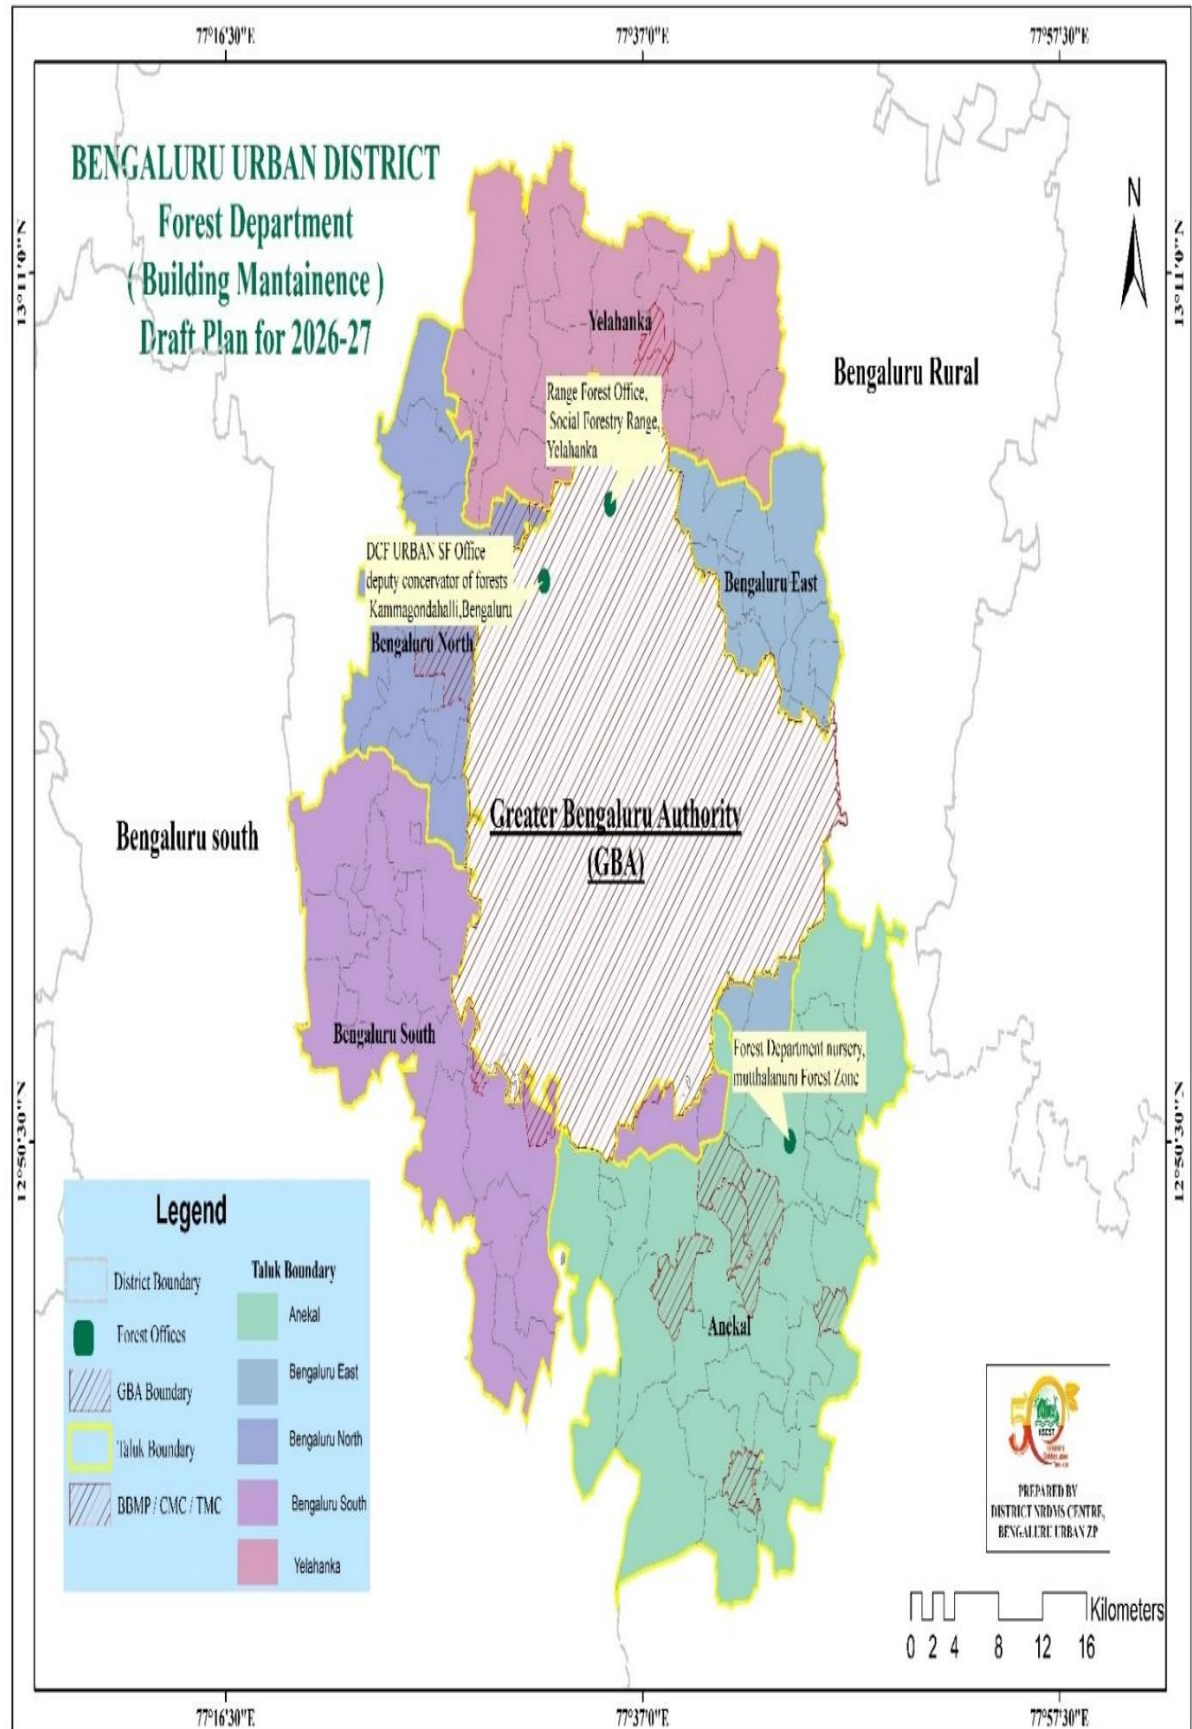 77°16'30"E
77°37'0"E
77°57'30"E
BENGALURU URBAN DISTRICT
Forest Department
( Building Mantainence )
Draft Plan for 2026-27
N
13°11'0"N
13°11'0"N
Yelahanka
Bengaluru Rural
Range Forest Office,
Social Forestry Range,
Yelahanka
DCF URBAN SF Office
deputy concervator of forests
Kammagondahalli,Bengaluru
Bengaluru East
Bengaluru North
Greater Bengaluru Authority
(GBA)
Bengaluru south
Bengaluru South
Forest Department nursery,
mutthalanuru Forest Zone
12°50'30"N
12°50'30"N
Anekal
Legend
District Boundary
Forest Offices
GBA Boundary
Taluk Boundary
BBMP / CMC / TMC
Taluk Boundary
Anekal
Bengaluru East
Bengaluru North
Bengaluru South
Yelahanka
50
KSCST
PREPARED BY
DISTRICT NRDMS CENTRE,
BENGALURU URBAN ZP
Kilometers
0 2 4 8 12 16
77°16'30"E
77°37'0"E
77°57'30"E